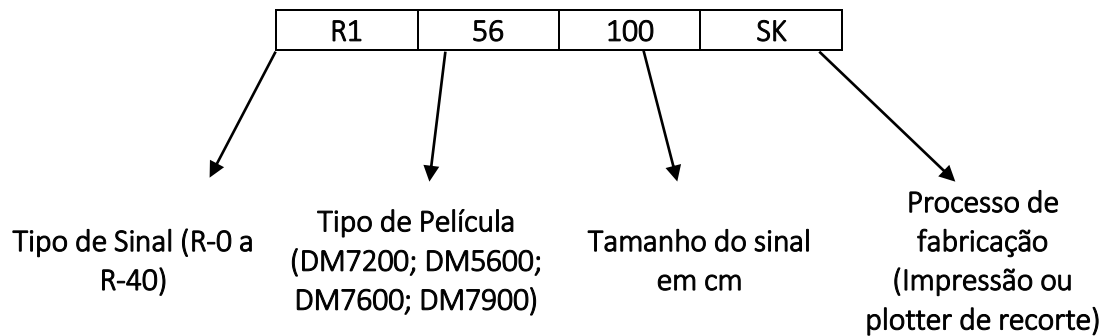 R1 56 100 SK
Tipo de Sinal (R-0 a
R-40)
Tipo de Película
(DM7200; DM5600;
DM7600; DM7900)
Tamanho do sinal
em cm
Processo de
fabricação
(Impressão ou
plotter de recorte)